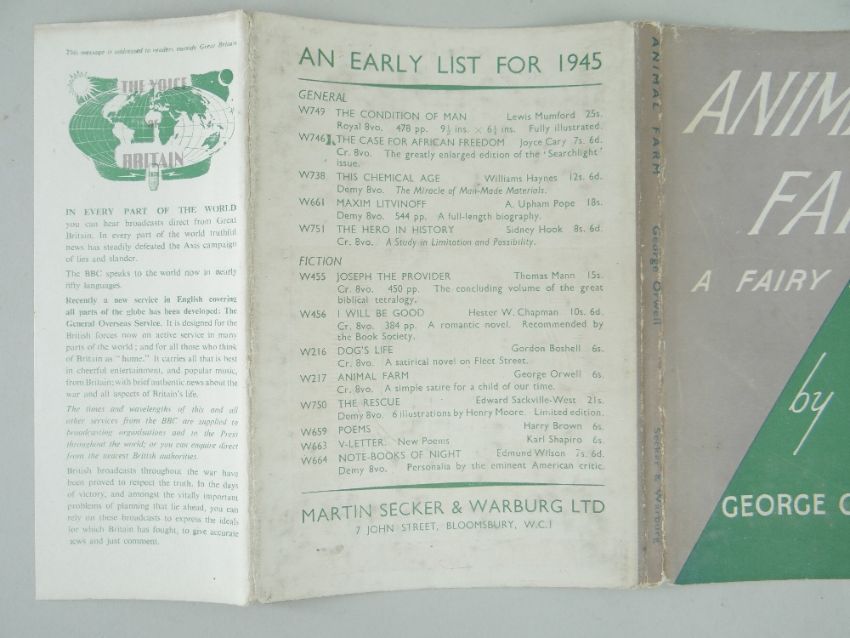 This message is addressed to readers outside Great Britain
THE VOICE
OF
BRITAIN
IN EVERY PART OF THE WORLD
you can hear broadcasts direct from Great
Britain. In every part of the world truthful
news has steadily defeated the Axis campaign
of lies and slander.
The BBC speaks to the world now in nearly
fifty languages.
Recently a new service in English covering
all parts of the globe has been developed: The
General Overseas Service. It is designed for the
British forces now on active service in many
parts of the world; and for all those who think
of Britain as "home." It carries all that is best
in cheerful entertainment, and popular music,
from Britain; with brief authentic news about the
war and all aspects of Britain's life.
The times and wavelengths of this and all
other services from the BBC are supplied to
broadcasting organisations and to the Press
throughout the world; or you can enquire direct
from the nearest British authorities.
British broadcasts throughout the war have
been proved to respect the truth. In the days
of victory, and amongst the vitally important
problems of planning that lie ahead, you can
rely on these broadcasts to express the ideals
for which Britain has fought, to give accurate
news and just comment.
AN EARLY LIST FOR 1945
GENERAL
W749 THE CONDITION OF MAN Lewis Mumford 25s.
Royal 8vo. 478 pp. 9½ ins. × 6½ ins. Fully illustrated.
W746 THE CASE FOR AFRICAN FREEDOM Joyce Cary 7s. 6d.
Cr. 8vo. The greatly enlarged edition of the 'Searchlight'
issue.
W738 THIS CHEMICAL AGE Williams Haynes 12s. 6d.
Demy 8vo. The Miracle of Man-Made Materials.
W661 MAXIM LITVINOFF A. Upham Pope 18s.
Demy 8vo. 544 pp. A full-length biography.
W751 THE HERO IN HISTORY Sidney Hook 8s. 6d.
Cr. 8vo. A Study in Limitation and Possibility.
FICTION
W455 JOSEPH THE PROVIDER Thomas Mann 15s.
Cr. 8vo. 450 pp. The concluding volume of the great
biblical tetralogy.
W456 I WILL BE GOOD Hester W. Chapman 10s. 6d.
Cr. 8vo. 384 pp. A romantic novel. Recommended by
the Book Society.
W216 DOG'S LIFE Gordon Boshell 6s.
Cr. 8vo. A satirical novel on Fleet Street.
W217 ANIMAL FARM George Orwell 6s.
Cr. 8vo. A simple satire for a child of our time.
W750 THE RESCUE Edward Sackville-West 21s.
Demy 8vo. 6 illustrations by Henry Moore. Limited edition.
W659 POEMS Harry Brown 6s.
W663 V-LETTER. New Poems Karl Shapiro 6s.
W664 NOTE-BOOKS OF NIGHT Edmund Wilson 7s. 6d.
Demy 8vo. Personalia by the eminent American critic.
MARTIN SECKER & WARBURG LTD
7 JOHN STREET, BLOOMSBURY, W.C.1
ANIMAL FARM George Orwell Secker & Warburg
ANIMA
FA
A FAIRY
by
GEORGE O